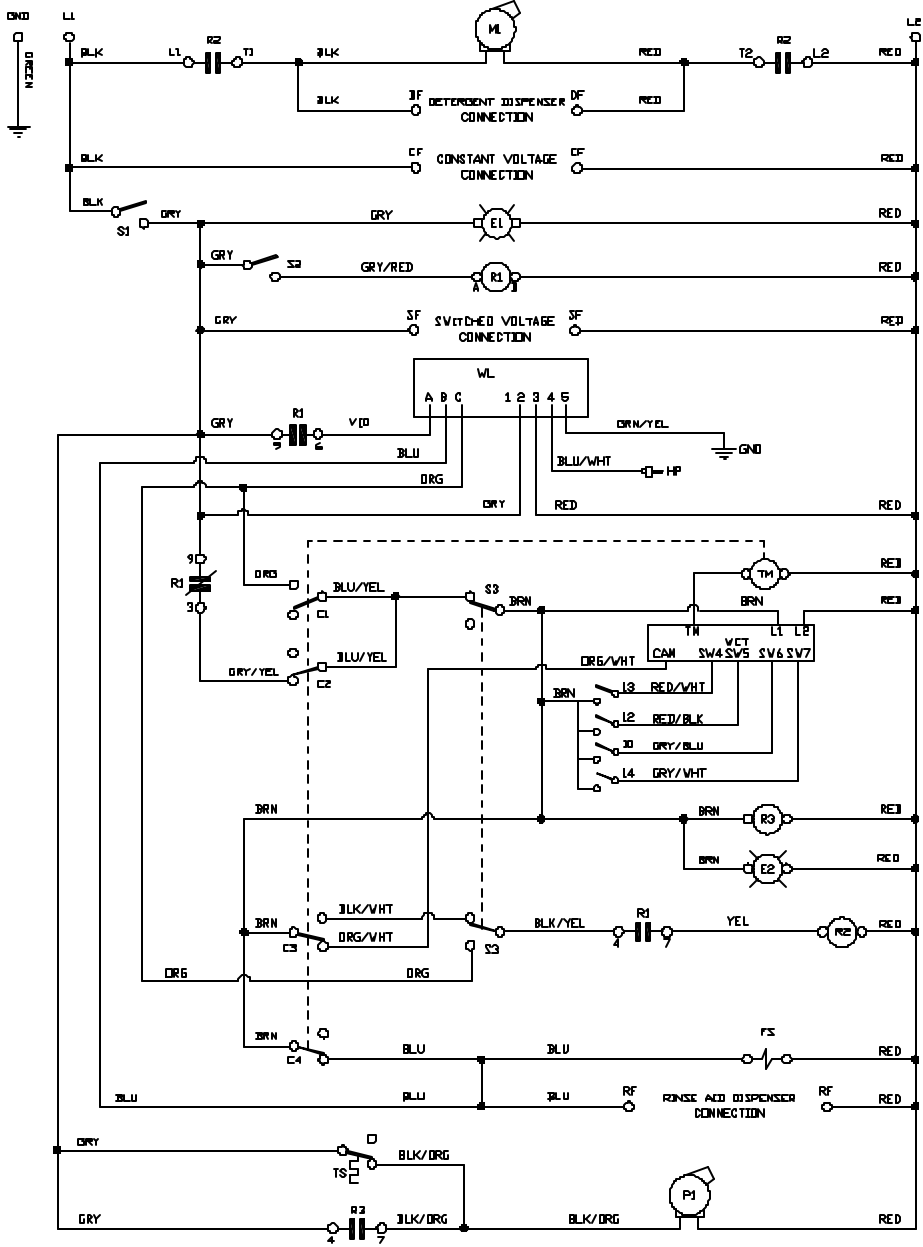 GND L1 L2
M1
BLK L1 R2 T1 BLK RED T2 R2 L2 RED
GREEN
BLK DF DETERGENT DISPENSER DF RED
CONNECTION
BLK CF CONSTANT VOLTAGE CF RED
CONNECTION
BLK S1 GRY GRY E1 RED
GRY S2 GRY/RED A R1 B RED
GRY SF SWITCHED VOLTAGE SF RED
CONNECTION
WL
A B C 1 2 3 4 5
GRY R1 VIO GRN/YEL
GND
BLU BLU/WHT HP
ORG
GRY RED RED
9 R1 3
ORG BLU/YEL S3 BRN TM RED
C1 BRN RED
TM WCT L1 L2
CAM SW4 SW5 SW6 SW7
GRY/YEL BLU/YEL ORG/WHT
C2
BRN L3 RED/WHT
L2 RED/BLK
ID GRY/BLU
L4 GRY/WHT
BRN BRN R3 RED
BRN E2 RED
BRN BLK/WHT BLK/YEL R1 YEL R2 RED
C3 ORG/WHT S3 4 7
ORG ORG
BRN C4 BLU BLU FS RED
BLU BLU BLU RF RINSE AID DISPENSER RF RED
CONNECTION
GRY BLK/ORG
TS
P1
GRY R3 BLK/ORG BLK/ORG RED
4 7